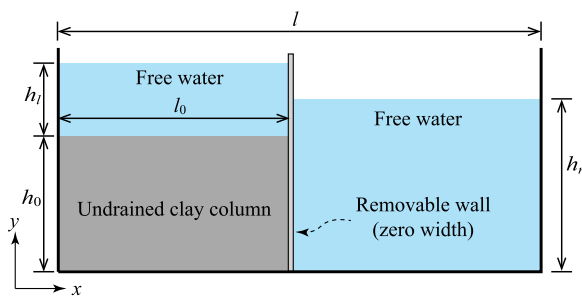 l
Free water
h_l
l_0
Free water
h_r
h_0
Undrained clay column
Removable wall
(zero width)
y
x